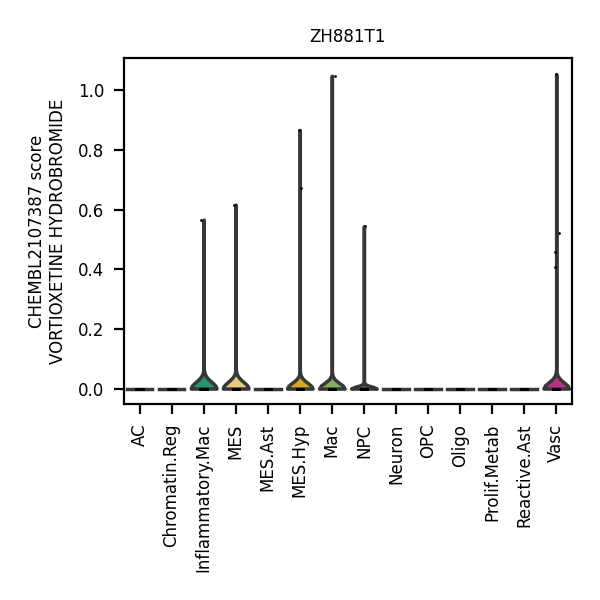 ZH881T1
CHEMBL2107387 score
VORTIOXETINE HYDROBROMIDE
1.0
0.8
0.6
0.4
0.2
0.0
AC
Chromatin.Reg
Inflammatory.Mac
MES
MES.Ast
MES.Hyp
Mac
NPC
Neuron
OPC
Oligo
Prolif.Metab
Reactive.Ast
Vasc